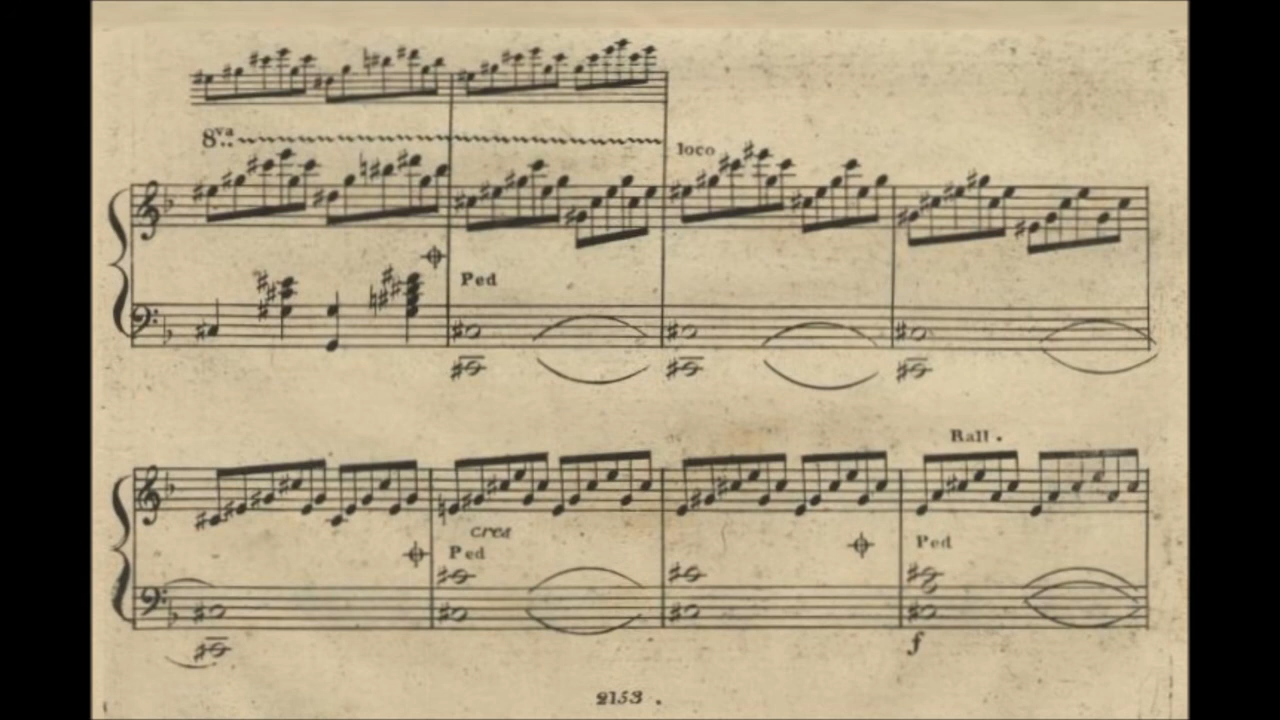 8va..
loco
Ped
Rall.
cres
Ped
Ped
f
2153.